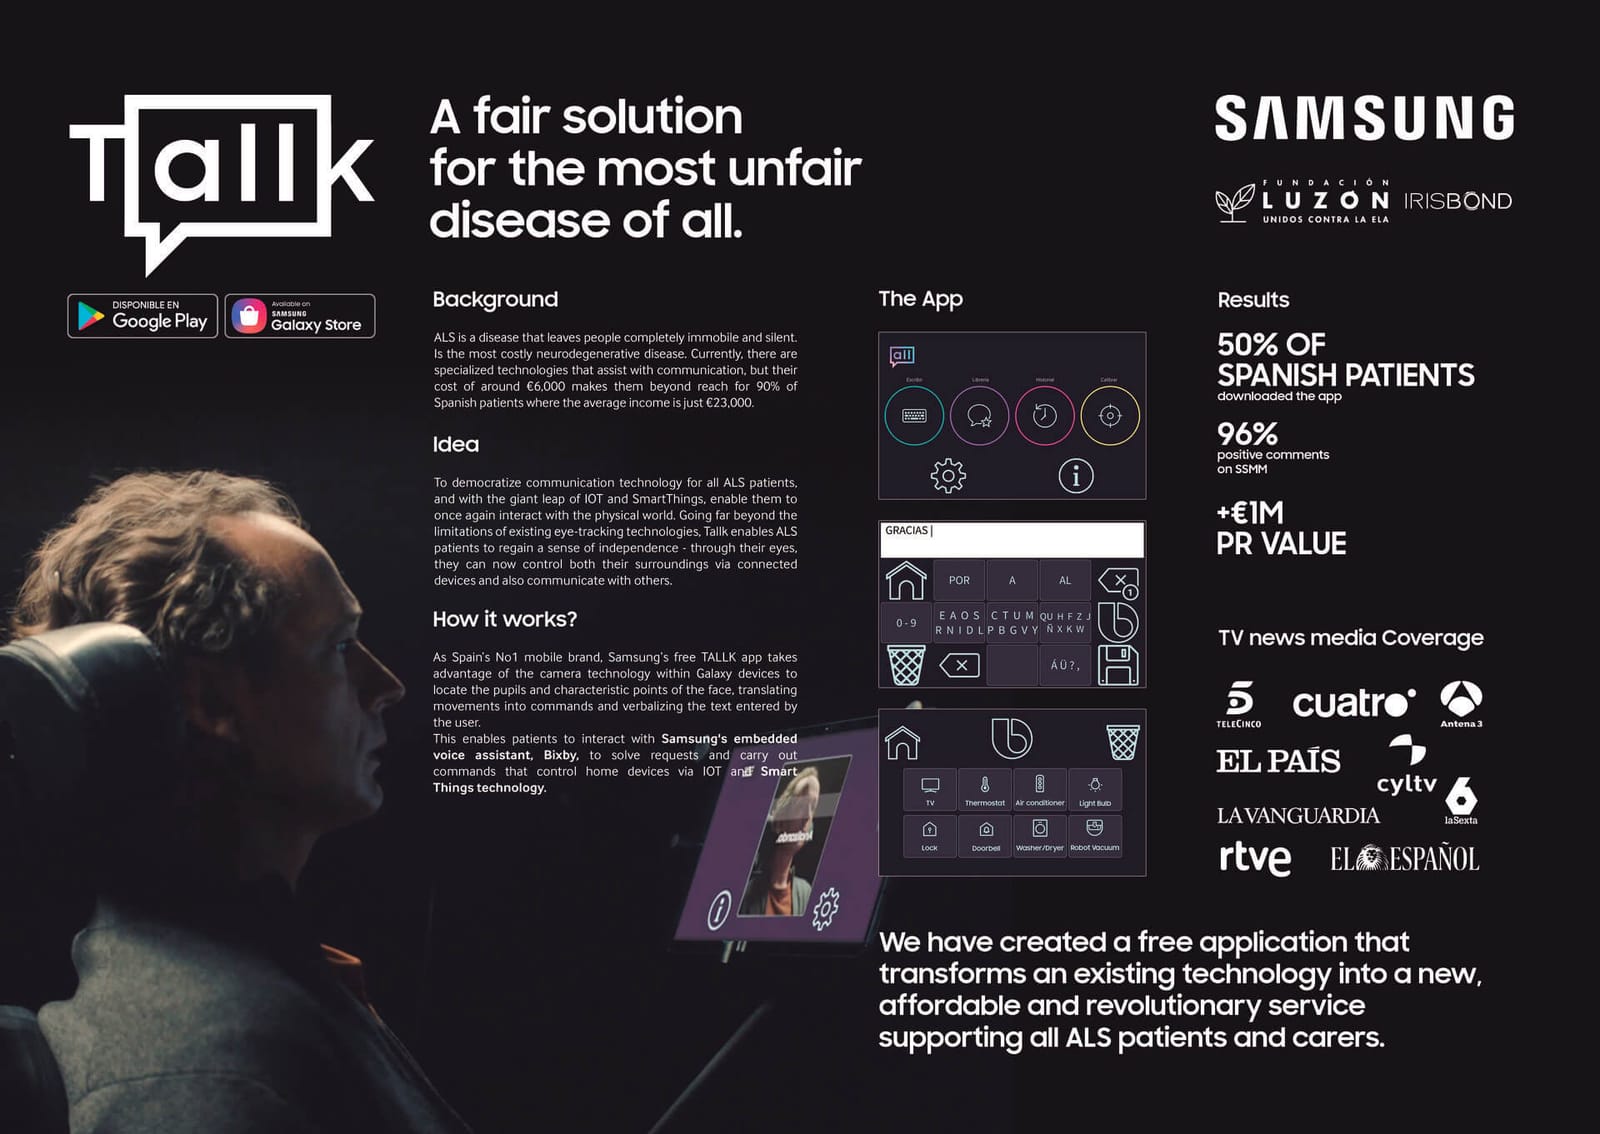 Tallk
DISPONIBLE EN
Google Play
Available on
SAMSUNG
Galaxy Store
A fair solution
for the most unfair
disease of all.
SAMSUNG
FUNDACIÓN
LUZÓN
UNIDOS CONTRA LA ELA
IRISBOND
Background
ALS is a disease that leaves people completely immobile and silent.
Is the most costly neurodegenerative disease. Currently, there are
specialized technologies that assist with communication, but their
cost of around €6,000 makes them beyond reach for 90% of
Spanish patients where the average income is just €23,000.
Idea
To democratize communication technology for all ALS patients,
and with the giant leap of IOT and SmartThings, enable them to
once again interact with the physical world. Going far beyond the
limitations of existing eye-tracking technologies, Tallk enables ALS
patients to regain a sense of independence - through their eyes,
they can now control both their surroundings via connected
devices and also communicate with others.
How it works?
As Spain's No1 mobile brand, Samsung's free TALLK app takes
advantage of the camera technology within Galaxy devices to
locate the pupils and characteristic points of the face, translating
movements into commands and verbalizing the text entered by
the user.
This enables patients to interact with Samsung's embedded
voice assistant, Bixby, to solve requests and carry out
commands that control home devices via IOT and Smart
Things technology.
The App
all
Escribir
Librería
Historial
Calibrar
i
GRACIAS |
POR
A
AL
1
0-9
E A O S
R N I D L
C T U M
P B G V Y
QU H F Z J
Ñ X K W
Á Ü ? ,
TV
Thermostat
Air conditioner
Light Bulb
Lock
Doorbell
Washer/Dryer
Robot Vacuum
Results
50% OF
SPANISH PATIENTS
downloaded the app
96%
positive comments
on SSMM
+€1M
PR VALUE
TV news media Coverage
5
TELECINCO
cuatro
Antena 3
EL PAÍS
cyltv
LA VANGUARDIA
6
laSexta
rtve
EL ESPAÑOL
i
We have created a free application that
transforms an existing technology into a new,
affordable and revolutionary service
supporting all ALS patients and carers.